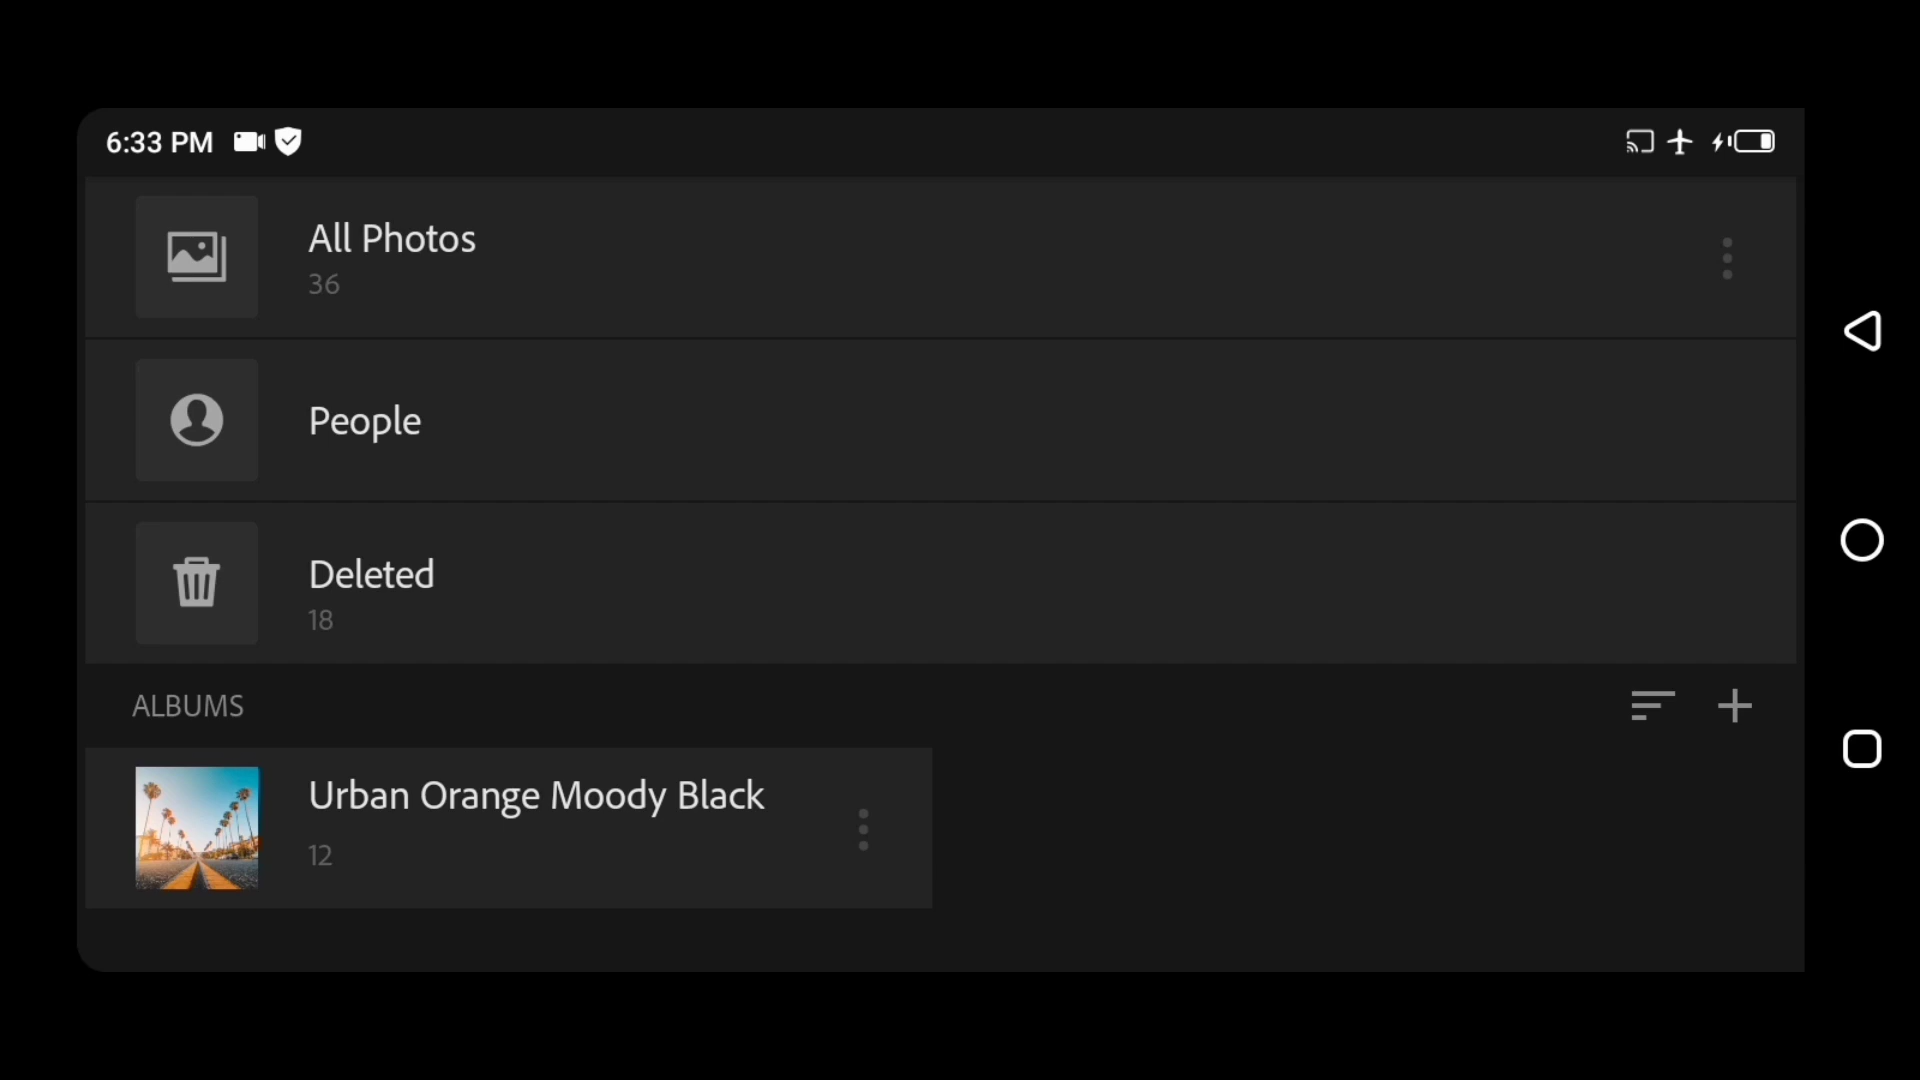 6:33 PM
All Photos
36
People
Deleted
18
ALBUMS
Urban Orange Moody Black
12